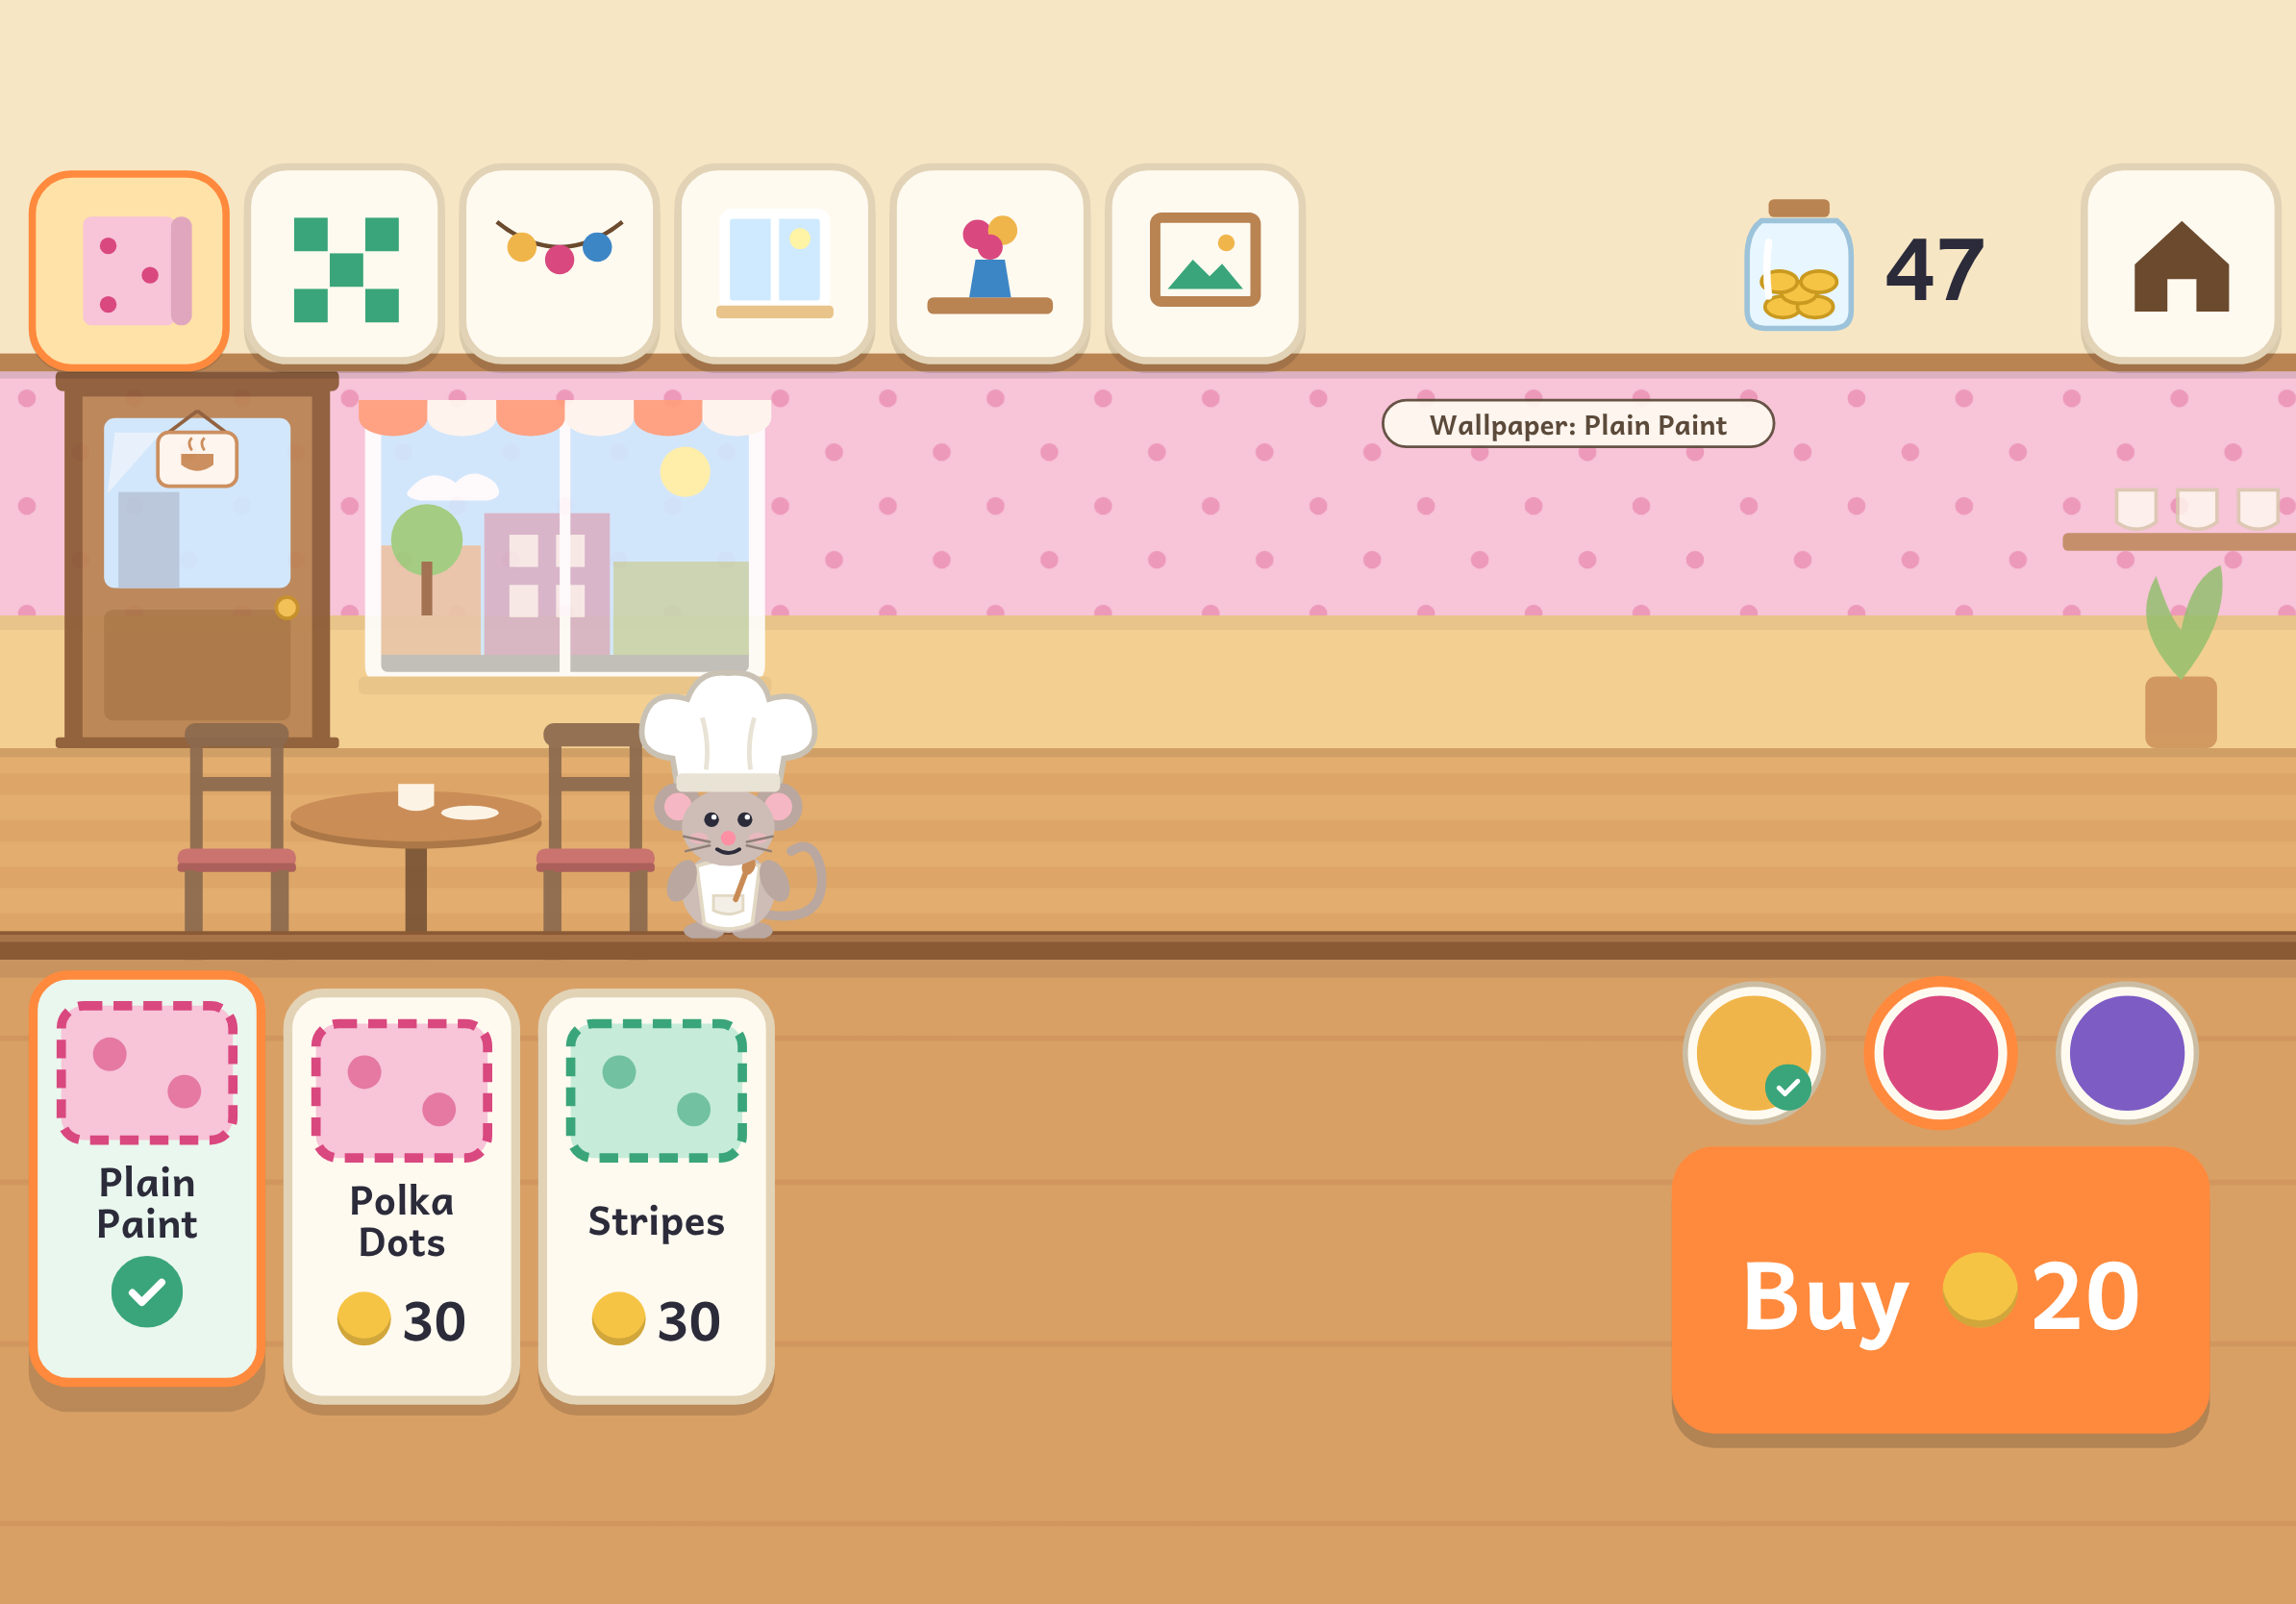 47
Wallpaper: Plain Paint
Plain
Paint
Polka
Dots
30
Stripes
30
Buy 20